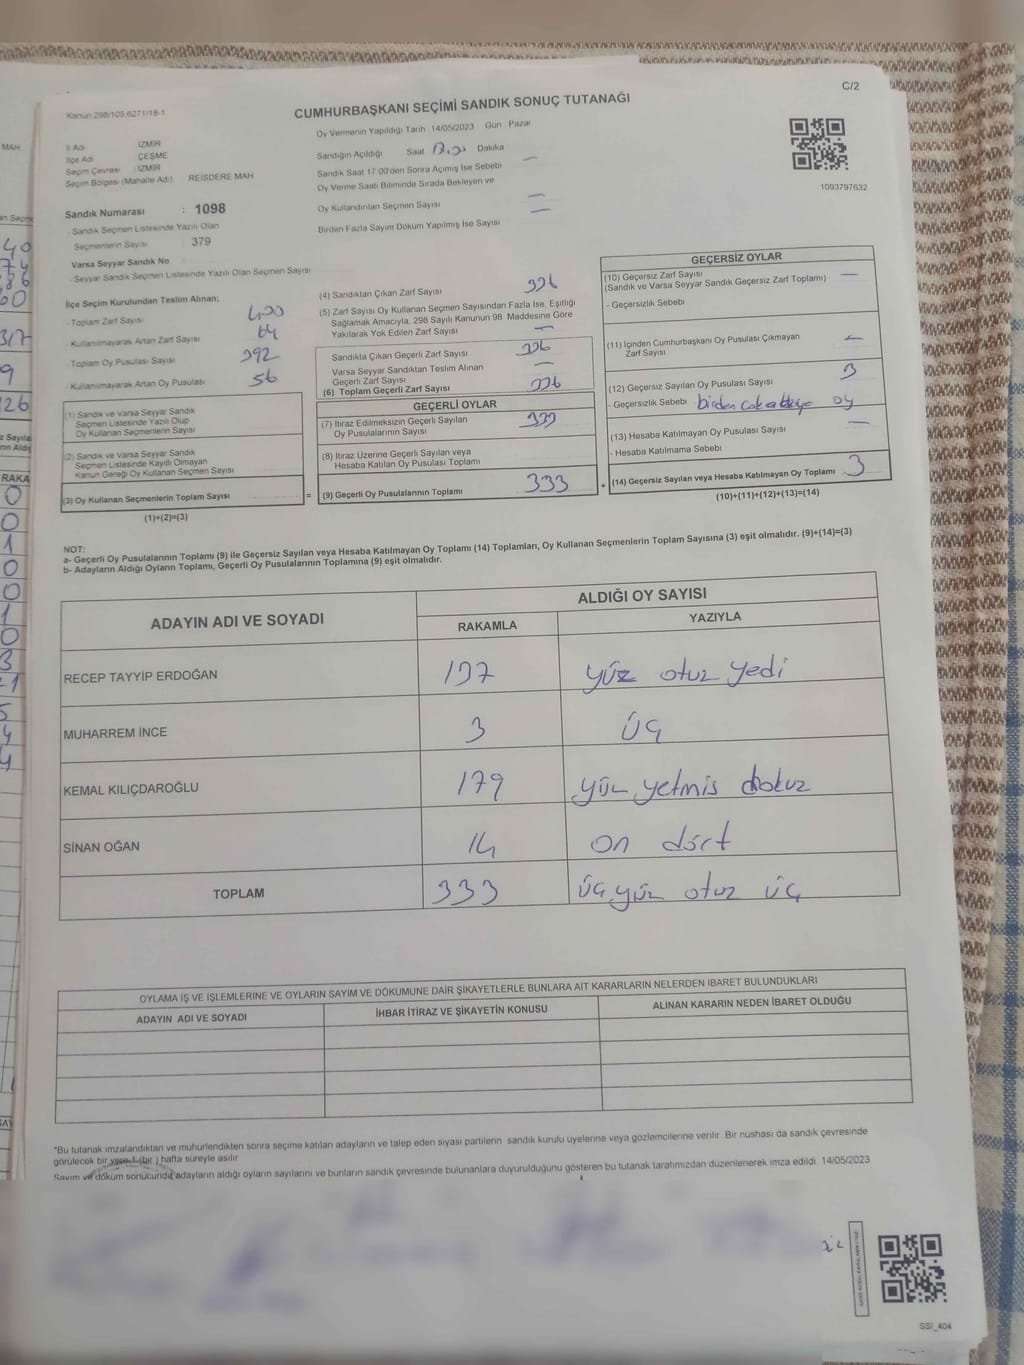 C/2
Kanun 298/105,6271/18-1
CUMHURBAŞKANI SEÇİMİ SANDIK SONUÇ TUTANAĞI
Oy Vermenin Yapıldığı Tarih 14/05/2023 Gün Pazar
İl Adı İZMİR
İlçe Adı ÇEŞME
Seçim Çevresi : İZMİR
Seçim Bölgesi (Mahalle Adı) REISDERE MAH
Sandık Numarası : 1098
- Sandık Seçmen Listesinde Yazılı Olan
Seçmenlerin Sayısı : 379
Varsa Seyyar Sandık No
- Seyyar Sandık Seçmen Listesinde Yazılı Olan Seçmen Sayısı
Sandığın Açıldığı Saat Dakika
Sandık Saat 17.00'den Sonra Açımış İse Sebebi —
Oy Verme Saati Bitiminde Sırada Bekleyen ve
Oy Kullandırılan Seçmen Sayısı —
Birden Fazla Sayım Döküm Yapılmış İse Sayısı —
1093797632
İlçe Seçim Kurulundan Teslim Alınan;
- Toplam Zarf Sayısı 400
- Kullanılmayarak Artan Zarf Sayısı 64
- Toplam Oy Pusulası Sayısı 392
- Kullanılmayarak Artan Oy Pusulası 56
(1) Sandık ve Varsa Seyyar Sandık
Seçmen Listesinde Yazılı Olup
Oy Kullanan Seçmenlerin Sayısı
(2) Sandık ve Varsa Seyyar Sandık
Seçmen Listesinde Kayıtlı Olmayan
Kanun Gereği Oy Kullanan Seçmen Sayısı
(3) Oy Kullanan Seçmenlerin Toplam Sayısı =
(1)+(2)=(3)
(4) Sandıktan Çıkan Zarf Sayısı 336
(5) Zarf Sayısı Oy Kullanan Seçmen Sayısından Fazla İse, Eşitliği
Sağlamak Amacıyla, 298 Sayılı Kanunun 98. Maddesine Göre
Yakılarak Yok Edilen Zarf Sayısı —
Sandıkta Çıkan Geçerli Zarf Sayısı 336
Varsa Seyyar Sandıktan Teslim Alınan
Geçerli Zarf Sayısı —
(6) Toplam Geçerli Zarf Sayısı 336
GEÇERLİ OYLAR
(7) İtiraz Edilmeksizin Geçerli Sayılan
Oy Pusulalarının Sayısı 333
(8) İtiraz Üzerine Geçerli Sayılan veya
Hesaba Katılan Oy Pusulası Toplamı
(9) Geçerli Oy Pusulalarının Toplamı 333 +
GEÇERSİZ OYLAR
(10) Geçersiz Zarf Sayısı —
(Sandık ve Varsa Seyyar Sandık Geçersiz Zarf Toplamı)
- Geçersizlik Sebebi
(11) İçinden Cumhurbaşkanı Oy Pusulası Çıkmayan
Zarf Sayısı —
(12) Geçersiz Sayılan Oy Pusulası Sayısı 3
- Geçersizlik Sebebi birden çok adaya oy
(13) Hesaba Katılmayan Oy Pusulası Sayısı —
- Hesaba Katılmama Sebebi
(14) Geçersiz Sayılan veya Hesaba Katılmayan Oy Toplamı 3
(10)+(11)+(12)+(13)=(14)
NOT:
a- Geçerli Oy Pusulalarının Toplamı (9) ile Geçersiz Sayılan veya Hesaba Katılmayan Oy Toplamı (14) Toplamları, Oy Kullanan Seçmenlerin Toplam Sayısına (3) eşit olmalıdır. (9)+(14)=(3)
b- Adayların Aldığı Oyların Toplamı, Geçerli Oy Pusulalarının Toplamına (9) eşit olmalıdır.
ADAYIN ADI VE SOYADI
ALDIĞI OY SAYISI
RAKAMLA YAZIYLA
RECEP TAYYİP ERDOĞAN 137 yüz otuz yedi
MUHARREM İNCE 3 üç
KEMAL KILIÇDAROĞLU 179 yüz yetmis dokuz
SİNAN OĞAN 14 on dört
TOPLAM 333 üç yüz otuz üç
OYLAMA İŞ VE İŞLEMLERİNE VE OYLARIN SAYIM VE DÖKÜMÜNE DAİR ŞİKAYETLERLE BUNLARA AİT KARARLARIN NELERDEN İBARET BULUNDUKLARI
ADAYIN ADI VE SOYADI İHBAR İTİRAZ VE ŞİKAYETİN KONUSU ALINAN KARARIN NEDEN İBARET OLDUĞU
*Bu tutanak imzalandıktan ve mühürlendikten sonra seçime katılan adayların ve talep eden siyasi partilerin sandık kurulu üyelerine veya gözlemcilerine verilir. Bir nüshası da sandık çevresinde
görülecek bir yere 1 (bir ) hafta süreyle asılır.
Sayım ve döküm sonucunda adayların aldığı oyların sayılarını ve bunların sandık çevresinde bulunanlara duyurulduğunu gösteren bu tutanak tarafımızdan düzenlenerek imza edildi. 14/05/2023
SSİ_404